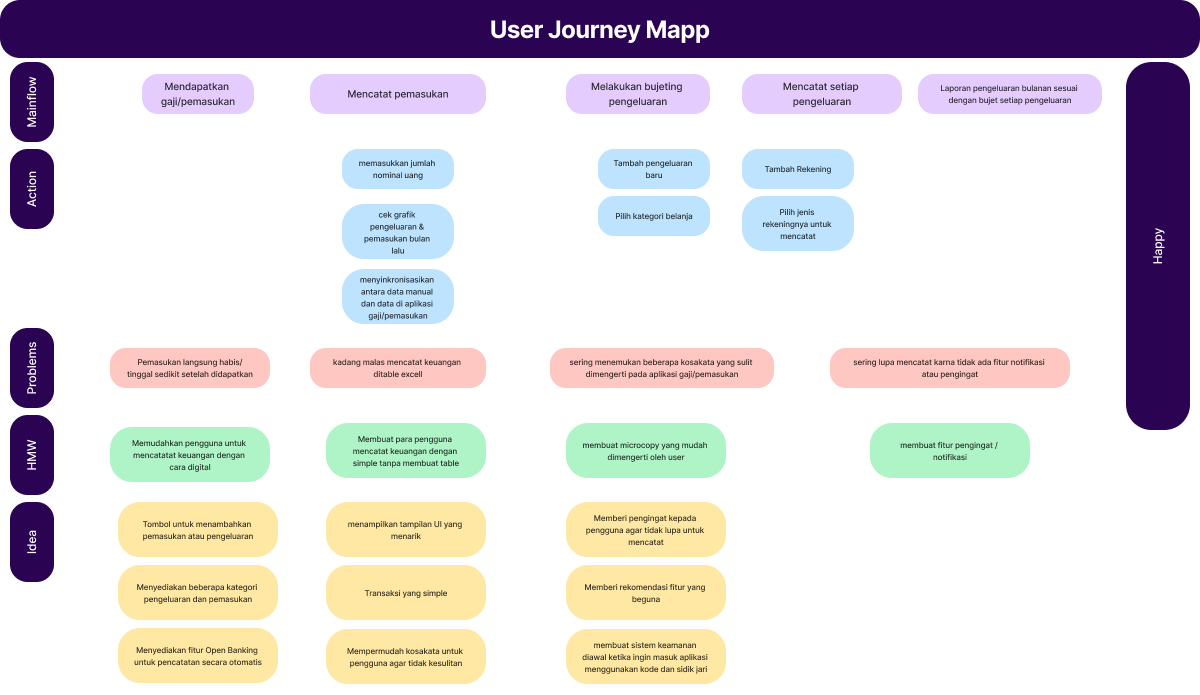 User Journey Mapp
Mainflow
Mendapatkan
gaji/pemasukan
Mencatat pemasukan
Melakukan bujeting
pengeluaran
Mencatat setiap
pengeluaran
Laporan pengeluaran bulanan sesuai
dengan bujet setiap pengeluaran
Happy
Action
memasukkan jumlah
nominal uang
cek grafik
pengeluaran &
pemasukan bulan
lalu
menyinkronisasikan
antara data manual
dan data di aplikasi
gaji/pemasukan
Tambah pengeluaran
baru
Pilih kategori belanja
Tambah Rekening
Pilih jenis
rekeningnya untuk
mencatat
Problems
Pemasukan langsung habis/
tinggal sedikit setelah didapatkan
kadang malas mencatat keuangan
ditable excell
sering menemukan beberapa kosakata yang sulit
dimengerti pada aplikasi gaji/pemasukan
sering lupa mencatat karna tidak ada fitur notifikasi
atau pengingat
HMW
Memudahkan pengguna untuk
mencatatat keuangan dengan
cara digital
Membuat para pengguna
mencatat keuangan dengan
simple tanpa membuat table
membuat microcopy yang mudah
dimengerti oleh user
membuat fitur pengingat /
notifikasi
Idea
Tombol untuk menambahkan
pemasukan atau pengeluaran
Menyediakan beberapa kategori
pengeluaran dan pemasukan
Menyediakan fitur Open Banking
untuk pencatatan secara otomatis
menampilkan tampilan UI yang
menarik
Transaksi yang simple
Mempermudah kosakata untuk
pengguna agar tidak kesulitan
Memberi pengingat kepada
pengguna agar tidak lupa untuk
mencatat
Memberi rekomendasi fitur yang
beguna
membuat sistem keamanan
diawal ketika ingin masuk aplikasi
menggunakan kode dan sidik jari